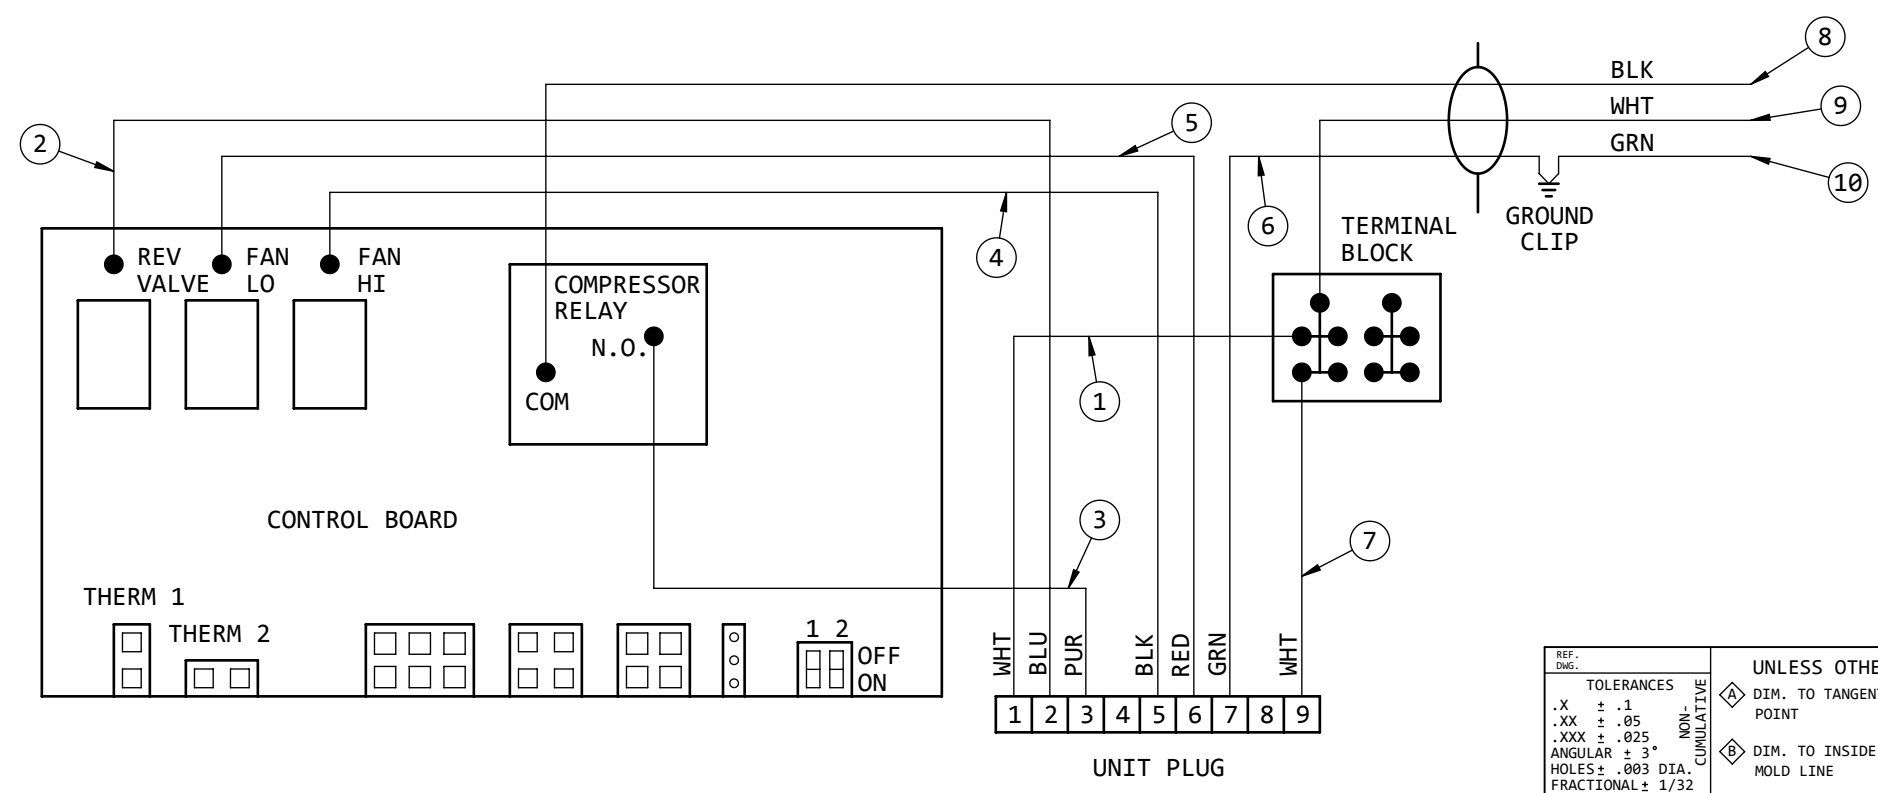 8
BLK
WHT
9
GRN
10
2
5
6
4
GROUND
CLIP
TERMINAL
BLOCK
REV
VALVE
FAN
LO
FAN
HI
COMPRESSOR
RELAY
N.O.
COM
1
CONTROL BOARD
3
7
THERM 1
THERM 2
1 2
OFF
ON
WHT
BLU
PUR
BLK
RED
GRN
WHT
1 2 3 4 5 6 7 8 9
UNIT PLUG
REF.
DWG.
TOLERANCES
.X ± .1
.XX ± .05
.XXX ± .025
ANGULAR ± 3°
HOLES± .003 DIA.
FRACTIONAL± 1/32
NON-
CUMULATIVE
UNLESS OTHE
A DIM. TO TANGENT
POINT
B DIM. TO INSIDE
MOLD LINE